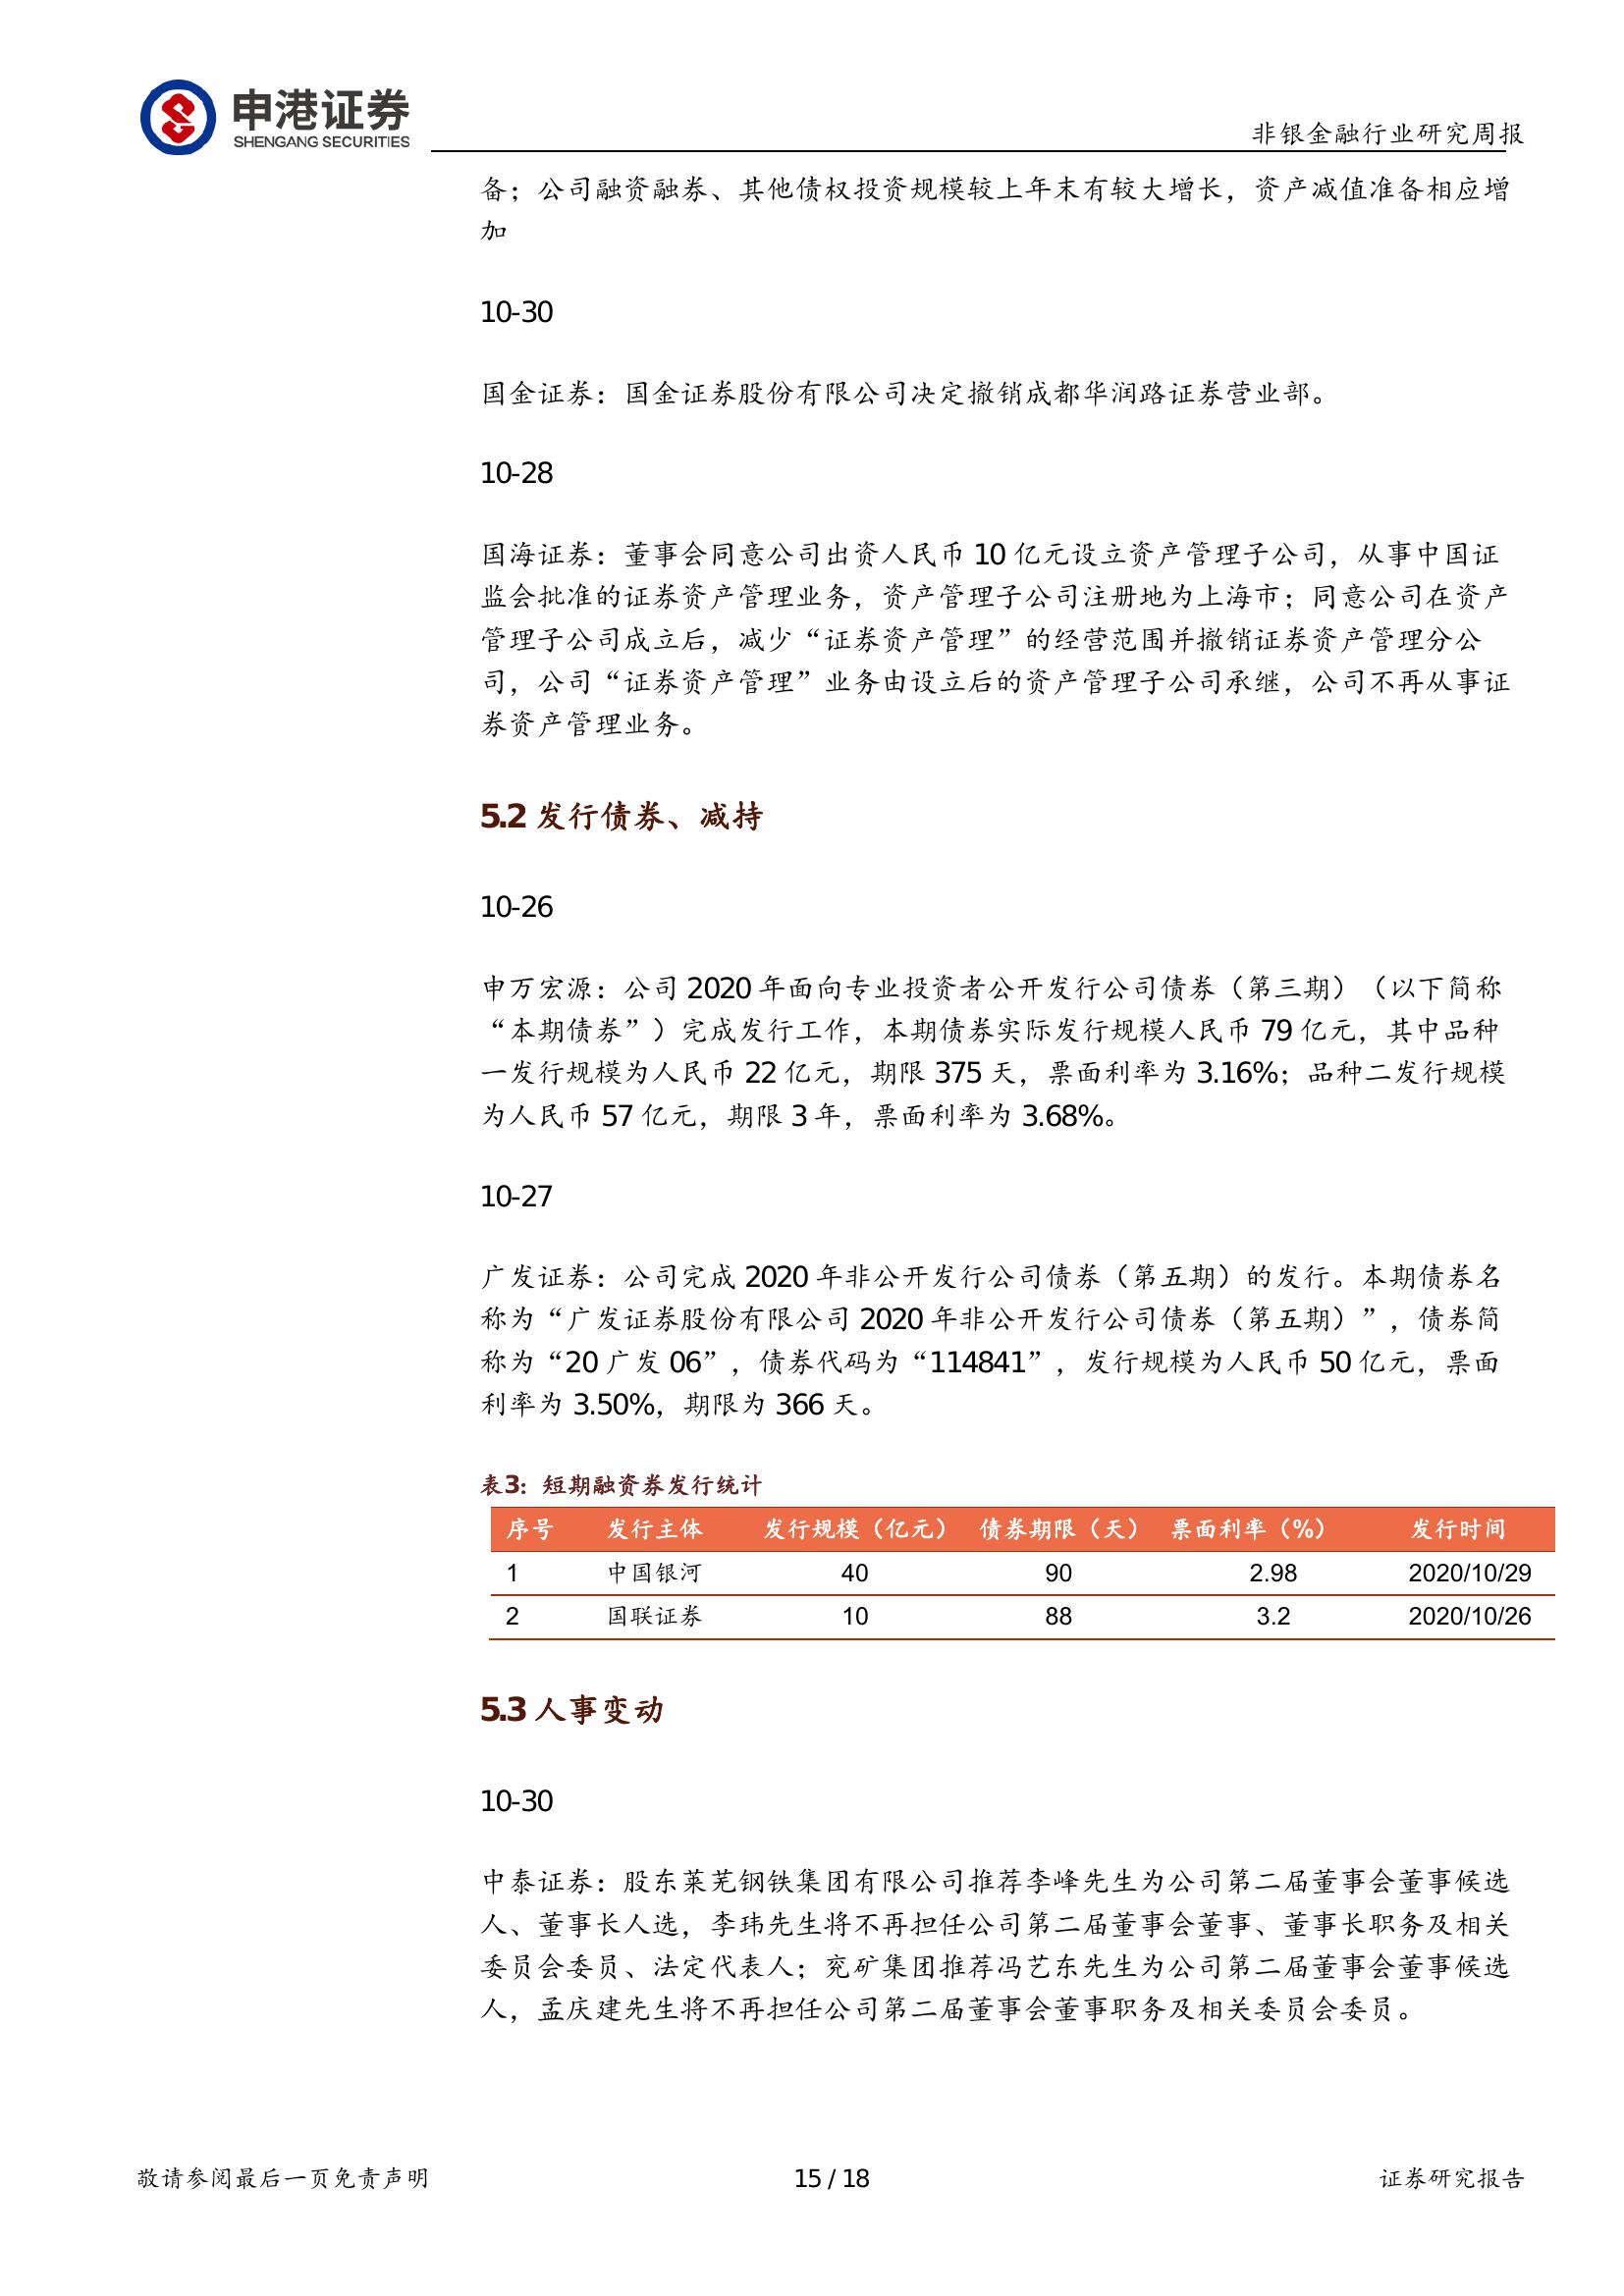 申港证券
SHENGANG SECURITIES
非银金融行业研究周报
备；公司融资融券、其他债权投资规模较上年末有较大增长，资产减值准备相应增
加
10-30
国金证券：国金证券股份有限公司决定撤销成都华润路证券营业部。
10-28
国海证券：董事会同意公司出资人民币 10 亿元设立资产管理子公司，从事中国证
监会批准的证券资产管理业务，资产管理子公司注册地为上海市；同意公司在资产
管理子公司成立后，减少“证券资产管理”的经营范围并撤销证券资产管理分公
司，公司“证券资产管理”业务由设立后的资产管理子公司承继，公司不再从事证
券资产管理业务。
5.2 发行债券、减持
10-26
申万宏源：公司 2020 年面向专业投资者公开发行公司债券（第三期）（以下简称
“本期债券”）完成发行工作，本期债券实际发行规模人民币 79 亿元，其中品种
一发行规模为人民币 22 亿元，期限 375 天，票面利率为 3.16%；品种二发行规模
为人民币 57 亿元，期限 3 年，票面利率为 3.68%。
10-27
广发证券：公司完成 2020 年非公开发行公司债券（第五期）的发行。本期债券名
称为“广发证券股份有限公司 2020 年非公开发行公司债券（第五期）”，债券简
称为“20 广发 06”，债券代码为“114841”，发行规模为人民币 50 亿元，票面
利率为 3.50%，期限为 366 天。
表3：短期融资券发行统计
序号 发行主体 发行规模（亿元） 债券期限（天） 票面利率（%） 发行时间
1 中国银河 40 90 2.98 2020/10/29
2 国联证券 10 88 3.2 2020/10/26
5.3 人事变动
10-30
中泰证券：股东莱芜钢铁集团有限公司推荐李峰先生为公司第二届董事会董事候选
人、董事长人选，李玮先生将不再担任公司第二届董事会董事、董事长职务及相关
委员会委员、法定代表人；兖矿集团推荐冯艺东先生为公司第二届董事会董事候选
人，孟庆建先生将不再担任公司第二届董事会董事职务及相关委员会委员。
敬请参阅最后一页免责声明 15 / 18 证券研究报告